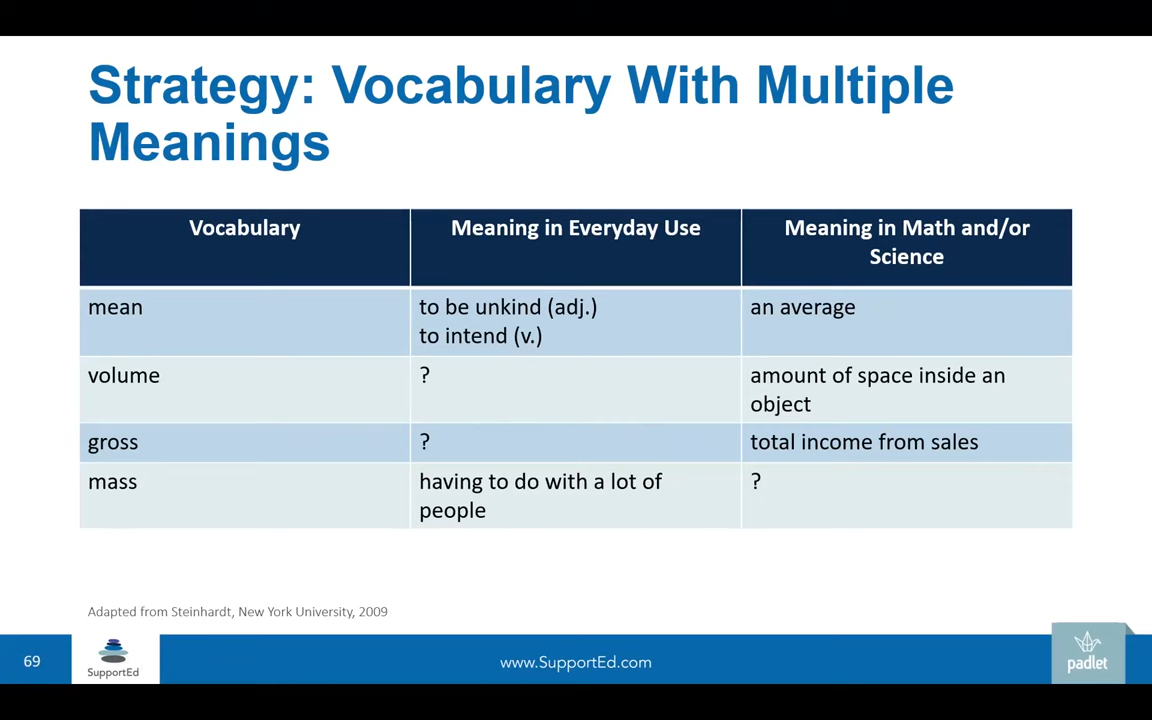 Strategy: Vocabulary With Multiple
Meanings
Vocabulary
Meaning in Everyday Use
Meaning in Math and/or
Science
mean
to be unkind (adj.)
to intend (v.)
an average
volume
?
amount of space inside an
object
gross
?
total income from sales
mass
having to do with a lot of
people
?
Adapted from Steinhardt, New York University, 2009
69
SupportEd
www.SupportEd.com
padlet